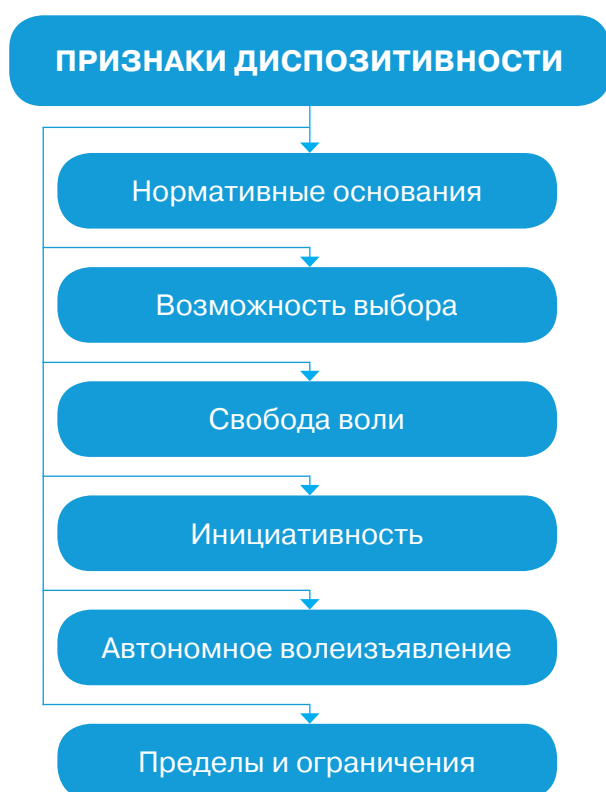 ПРИЗНАКИ ДИСПОЗИТИВНОСТИ
Нормативные основания
Возможность выбора
Свобода воли
Инициативность
Автономное волеизъявление
Пределы и ограничения